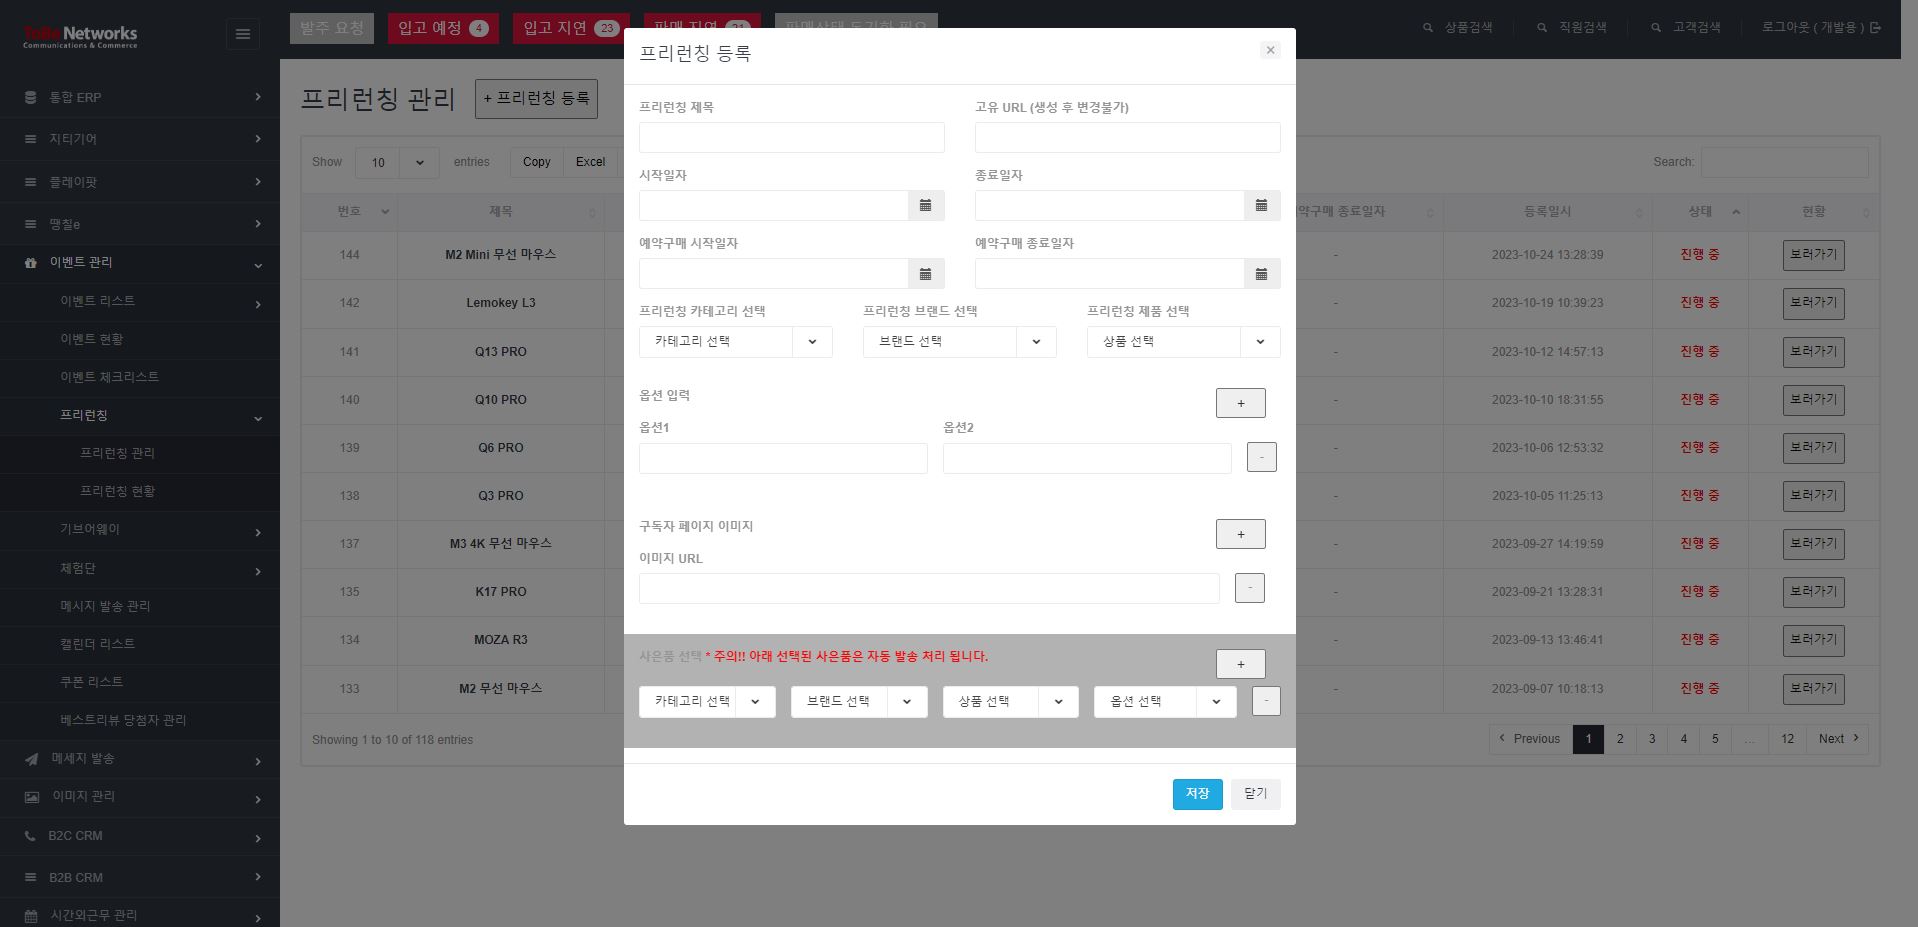 ToBe Networks
Communications & Commerce
발주 요청
입고 예정 4
입고 지연 23
판매 지연 21
판매상태 동기화 필요
상품검색
직원검색
고객검색
로그아웃 ( 개발용 )
통합 ERP
지티기어
플레이팟
땡칠e
이벤트 관리
이벤트 리스트
이벤트 현황
이벤트 체크리스트
프리런칭
프리런칭 관리
프리런칭 현황
기브어웨이
체험단
메시지 발송 관리
캘린더 리스트
쿠폰 리스트
베스트리뷰 당첨자 관리
메세지 발송
이미지 관리
B2C CRM
B2B CRM
시간외근무 관리
프리런칭 관리
+ 프리런칭 등록
Show 10 entries
Copy Excel
Search:
번호 제목 약구매 종료일자 등록일시 상태 현황
144 M2 Mini 무선 마우스 - 2023-10-24 13:28:39 진행 중 보러가기
142 Lemokey L3 - 2023-10-19 10:39:23 진행 중 보러가기
141 Q13 PRO - 2023-10-12 14:57:13 진행 중 보러가기
140 Q10 PRO - 2023-10-10 18:31:55 진행 중 보러가기
139 Q6 PRO - 2023-10-06 12:53:32 진행 중 보러가기
138 Q3 PRO - 2023-10-05 11:25:13 진행 중 보러가기
137 M3 4K 무선 마우스 - 2023-09-27 14:19:59 진행 중 보러가기
135 K17 PRO - 2023-09-21 13:28:31 진행 중 보러가기
134 MOZA R3 - 2023-09-13 13:46:41 진행 중 보러가기
133 M2 무선 마우스 - 2023-09-07 10:18:13 진행 중 보러가기
Showing 1 to 10 of 118 entries
Previous 1 2 3 4 5 ... 12 Next
프리런칭 등록
×
프리런칭 제목
고유 URL (생성 후 변경불가)
시작일자
종료일자
예약구매 시작일자
예약구매 종료일자
프리런칭 카테고리 선택
프리런칭 브랜드 선택
프리런칭 제품 선택
카테고리 선택
브랜드 선택
상품 선택
옵션 입력
+
옵션1
옵션2
-
구독자 페이지 이미지
+
이미지 URL
-
사은품 선택 * 주의!! 아래 선택된 사은품은 자동 발송 처리 됩니다.
+
카테고리 선택
브랜드 선택
상품 선택
옵션 선택
-
저장
닫기